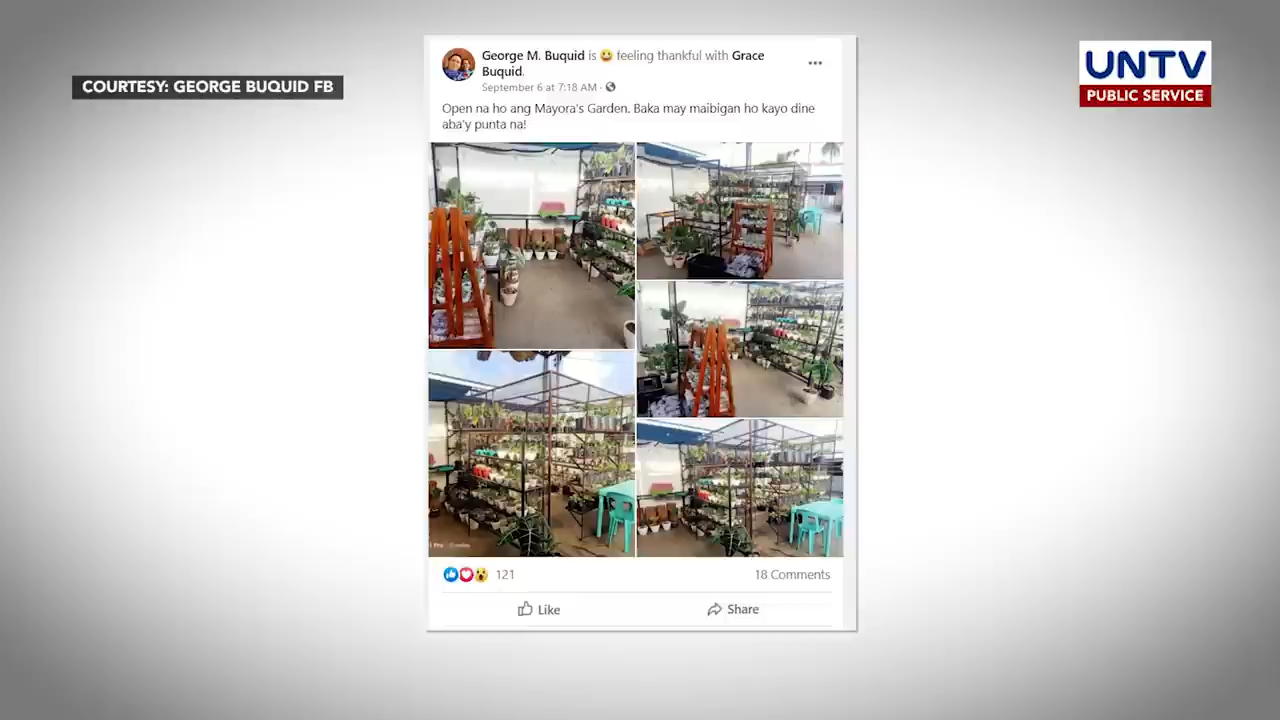 COURTESY: GEORGE BUQUID FB
UNTV
PUBLIC SERVICE
George M. Buquid is 😃 feeling thankful with Grace
Buquid.
September 6 at 7:18 AM ·
Open na ho ang Mayora's Garden. Baka may maibigan ho kayo dine
aba'y punta na!
121
18 Comments
Like
Share